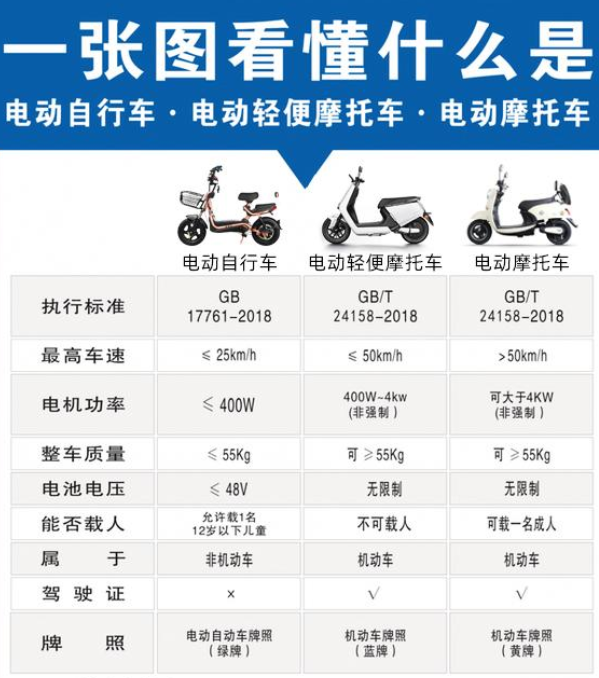 一张图看懂什么是
电动自行车·电动轻便摩托车·电动摩托车
电动自行车 电动轻便摩托车 电动摩托车
执行标准 GB 17761-2018 GB/T 24158-2018 GB/T 24158-2018
最高车速 ≤ 25km/h ≤ 50km/h >50km/h
电机功率 ≤ 400W 400W~4kw (非强制) 可大于4KW (非强制)
整车质量 ≤ 55Kg 可 ≥55Kg 可 ≥55Kg
电池电压 ≤ 48V 无限制 无限制
能否载人 允许载1名 12岁以下儿童 不可载人 可载一名成人
属于 非机动车 机动车 机动车
驾驶证 × √ √
牌照 电动自动车牌照 (绿牌) 机动车牌照 (蓝牌) 机动车牌照 (黄牌)